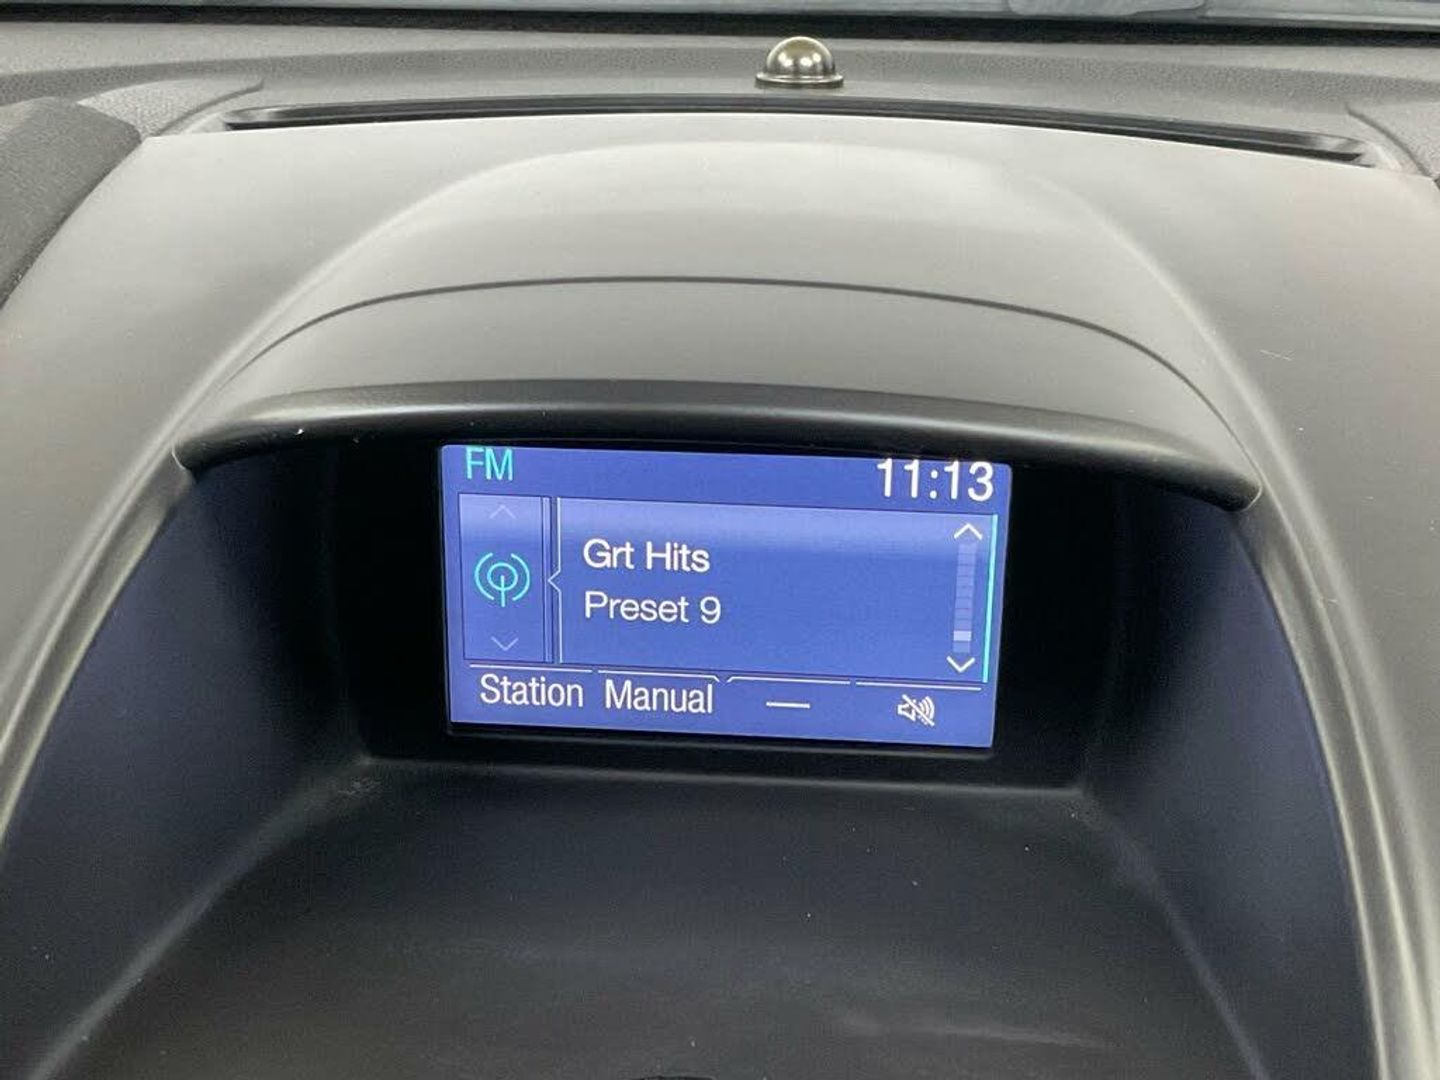 FM 11:13
Grt Hits
Preset 9
Station Manual —